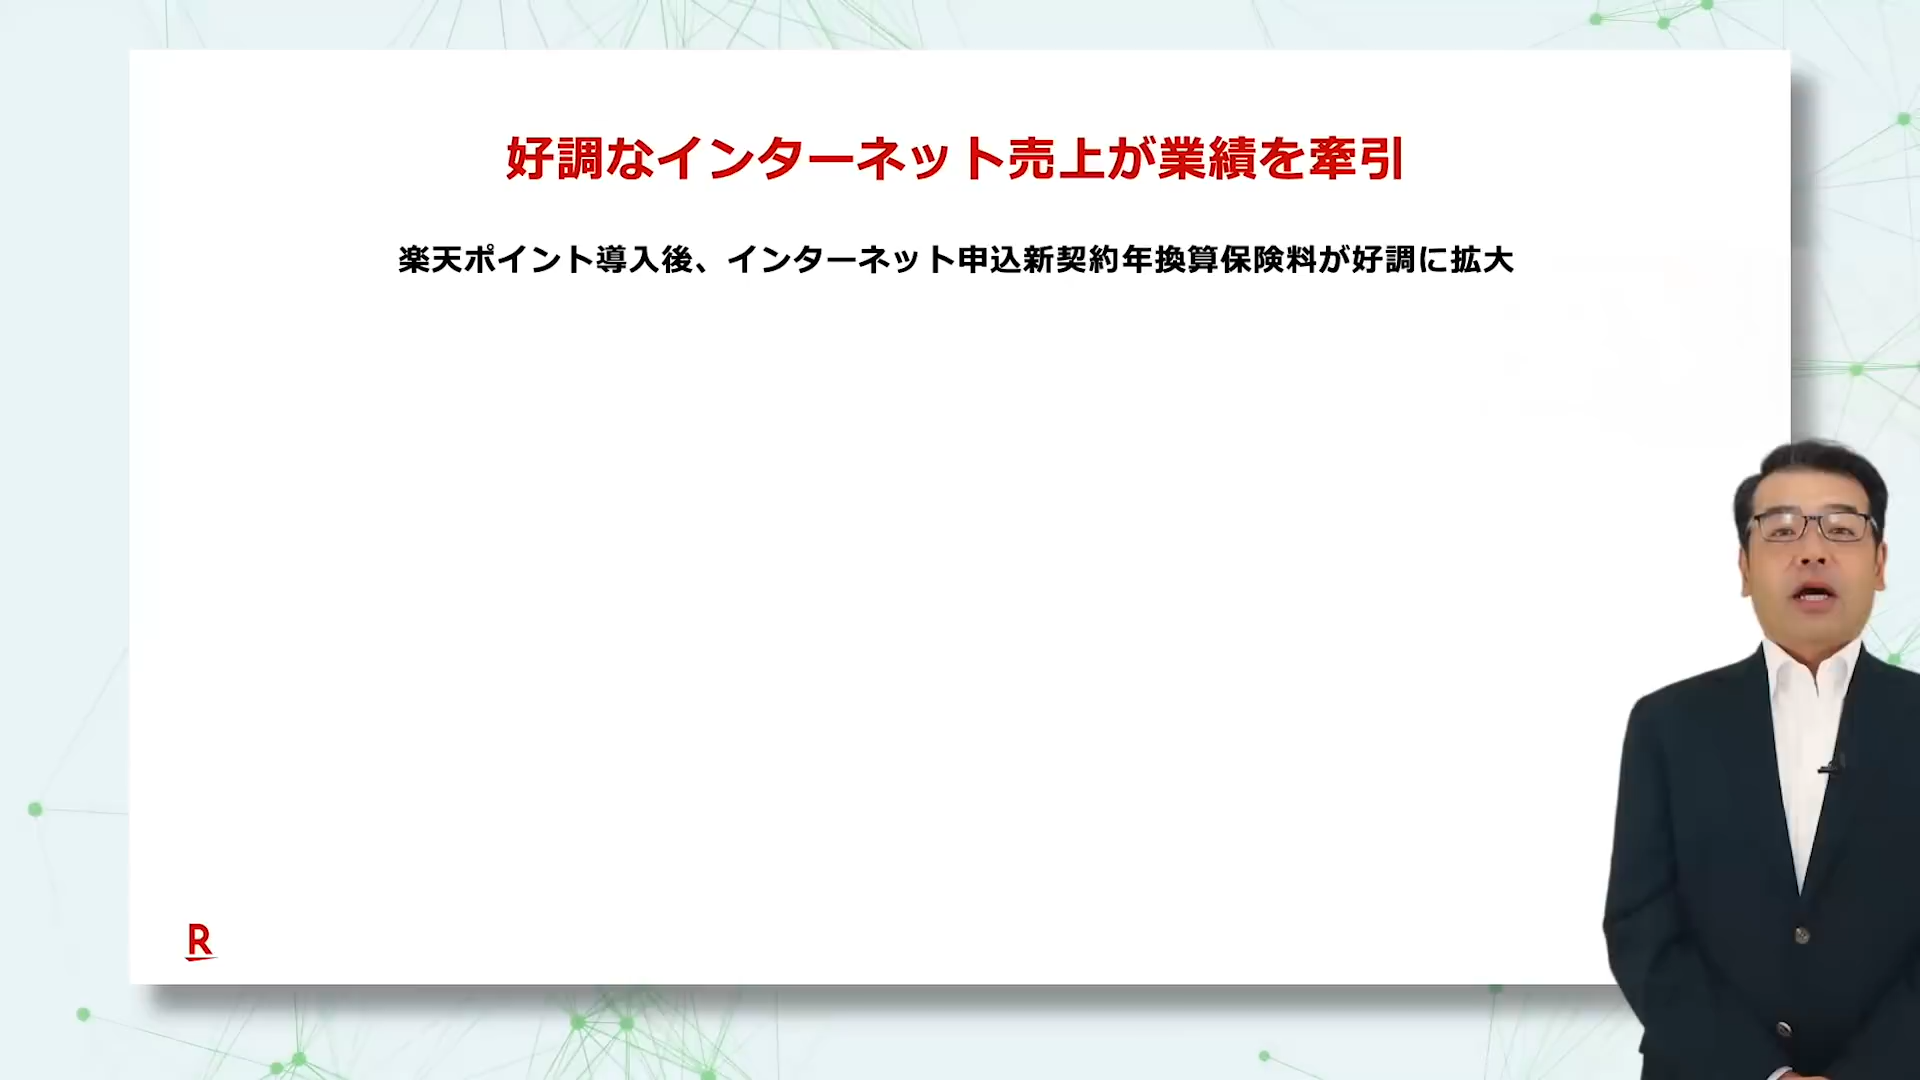 好調なインターネット売上が業績を牽引
楽天ポイント導入後、インターネット申込新契約年換算保険料が好調に拡大
R